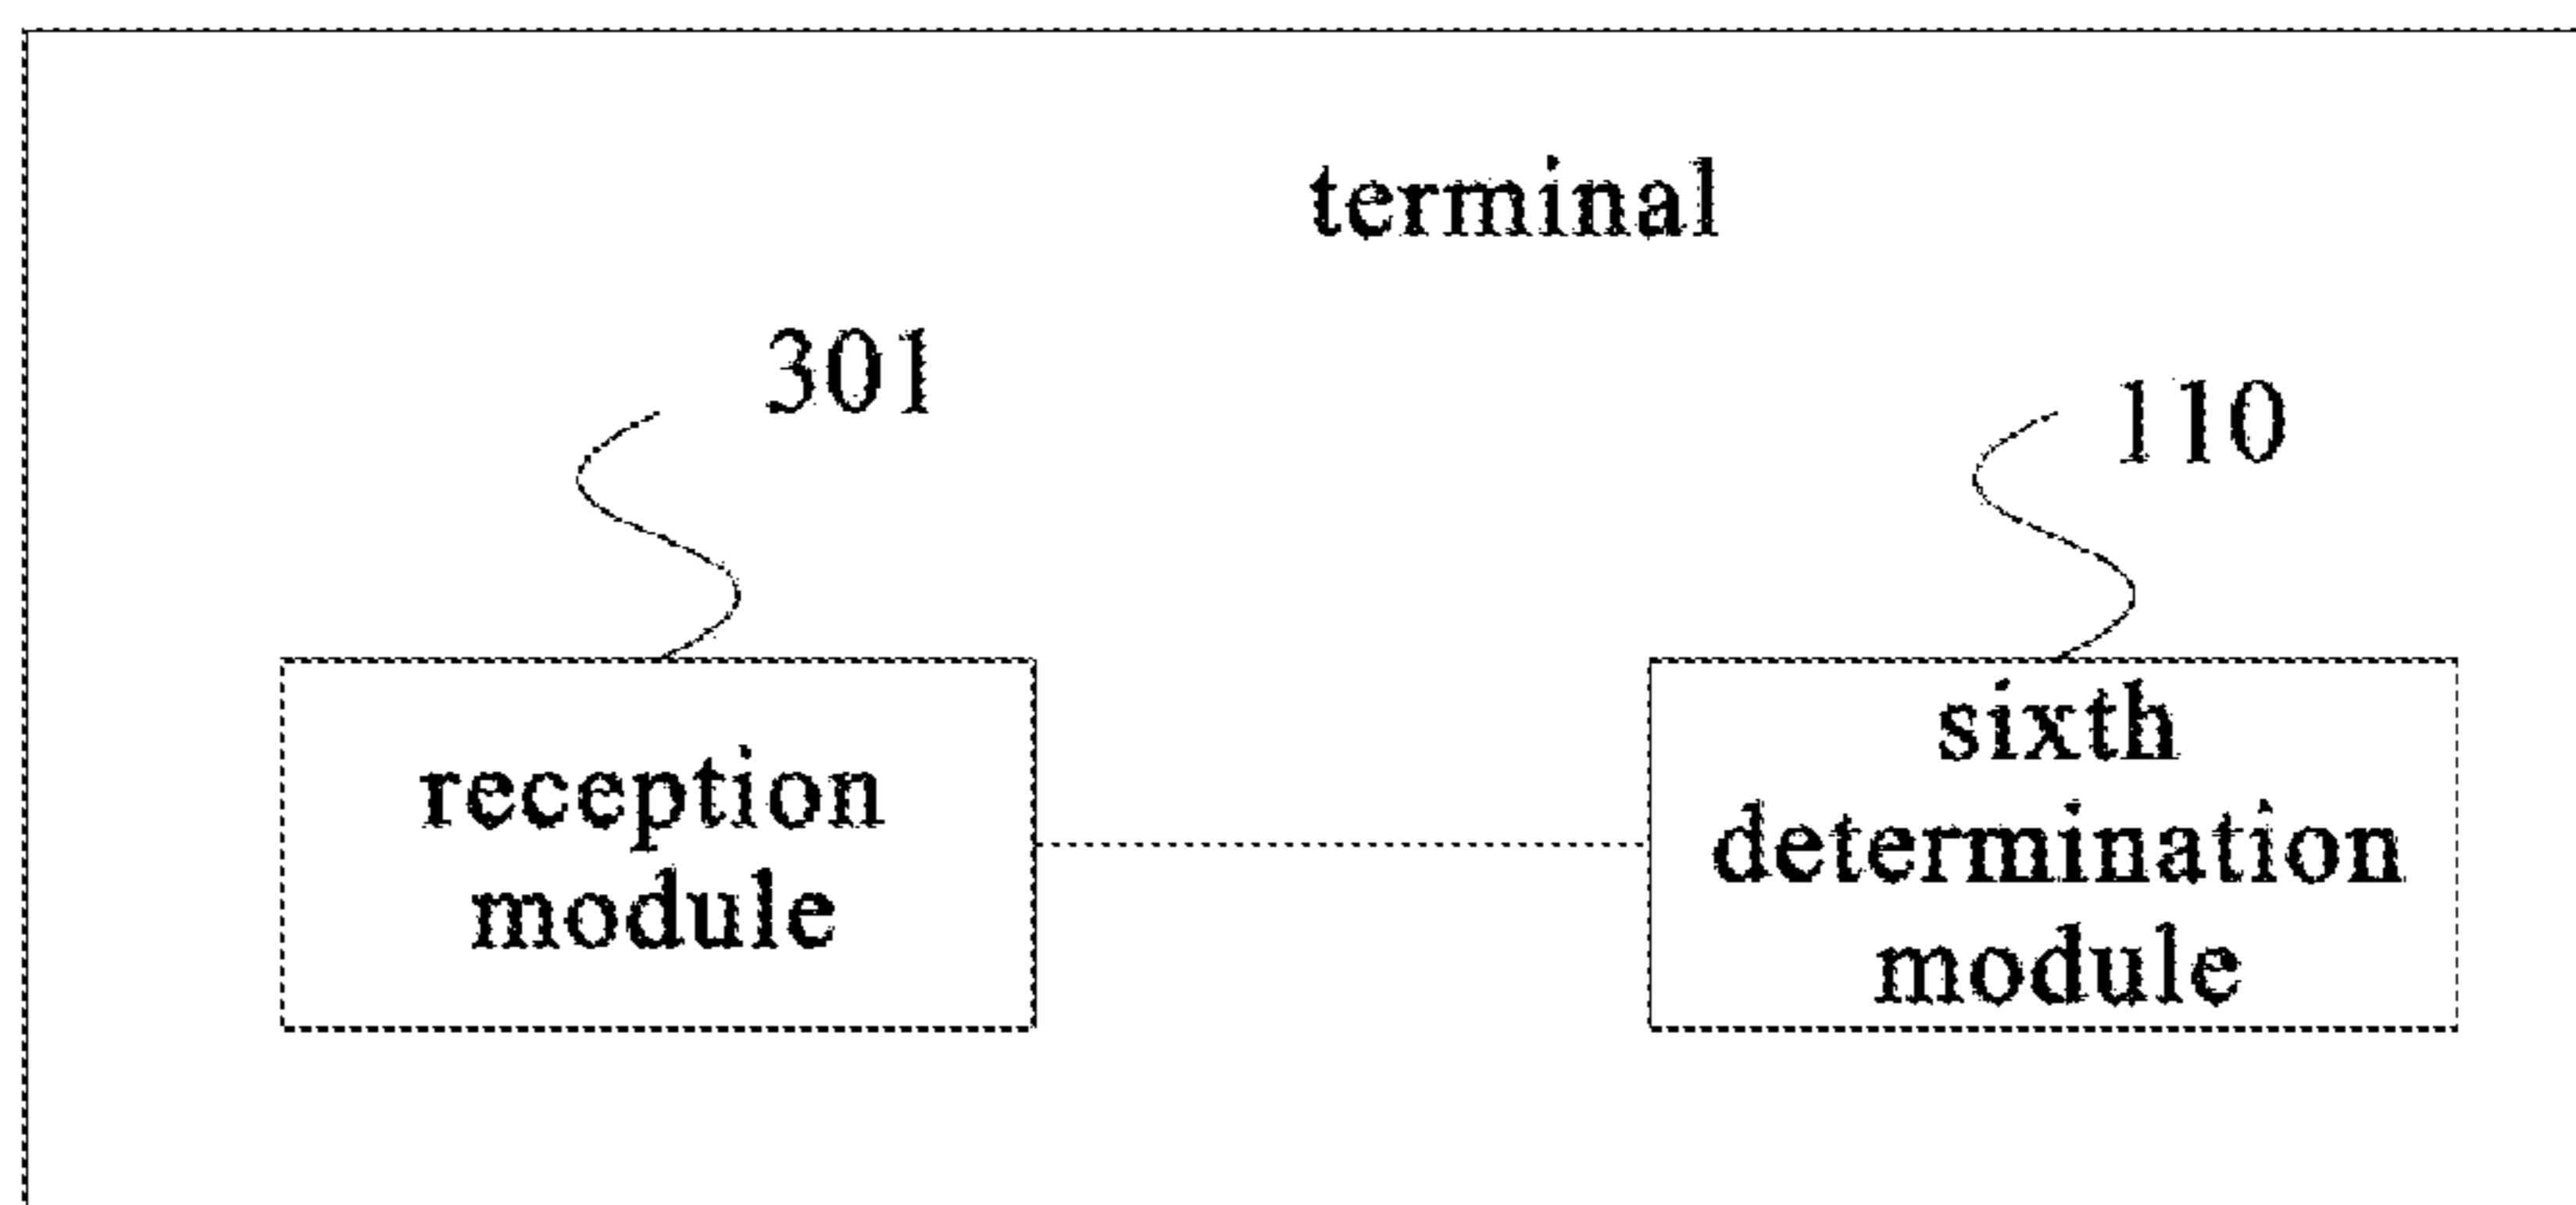 terminal
301
110
reception
module
sixth
determination
module